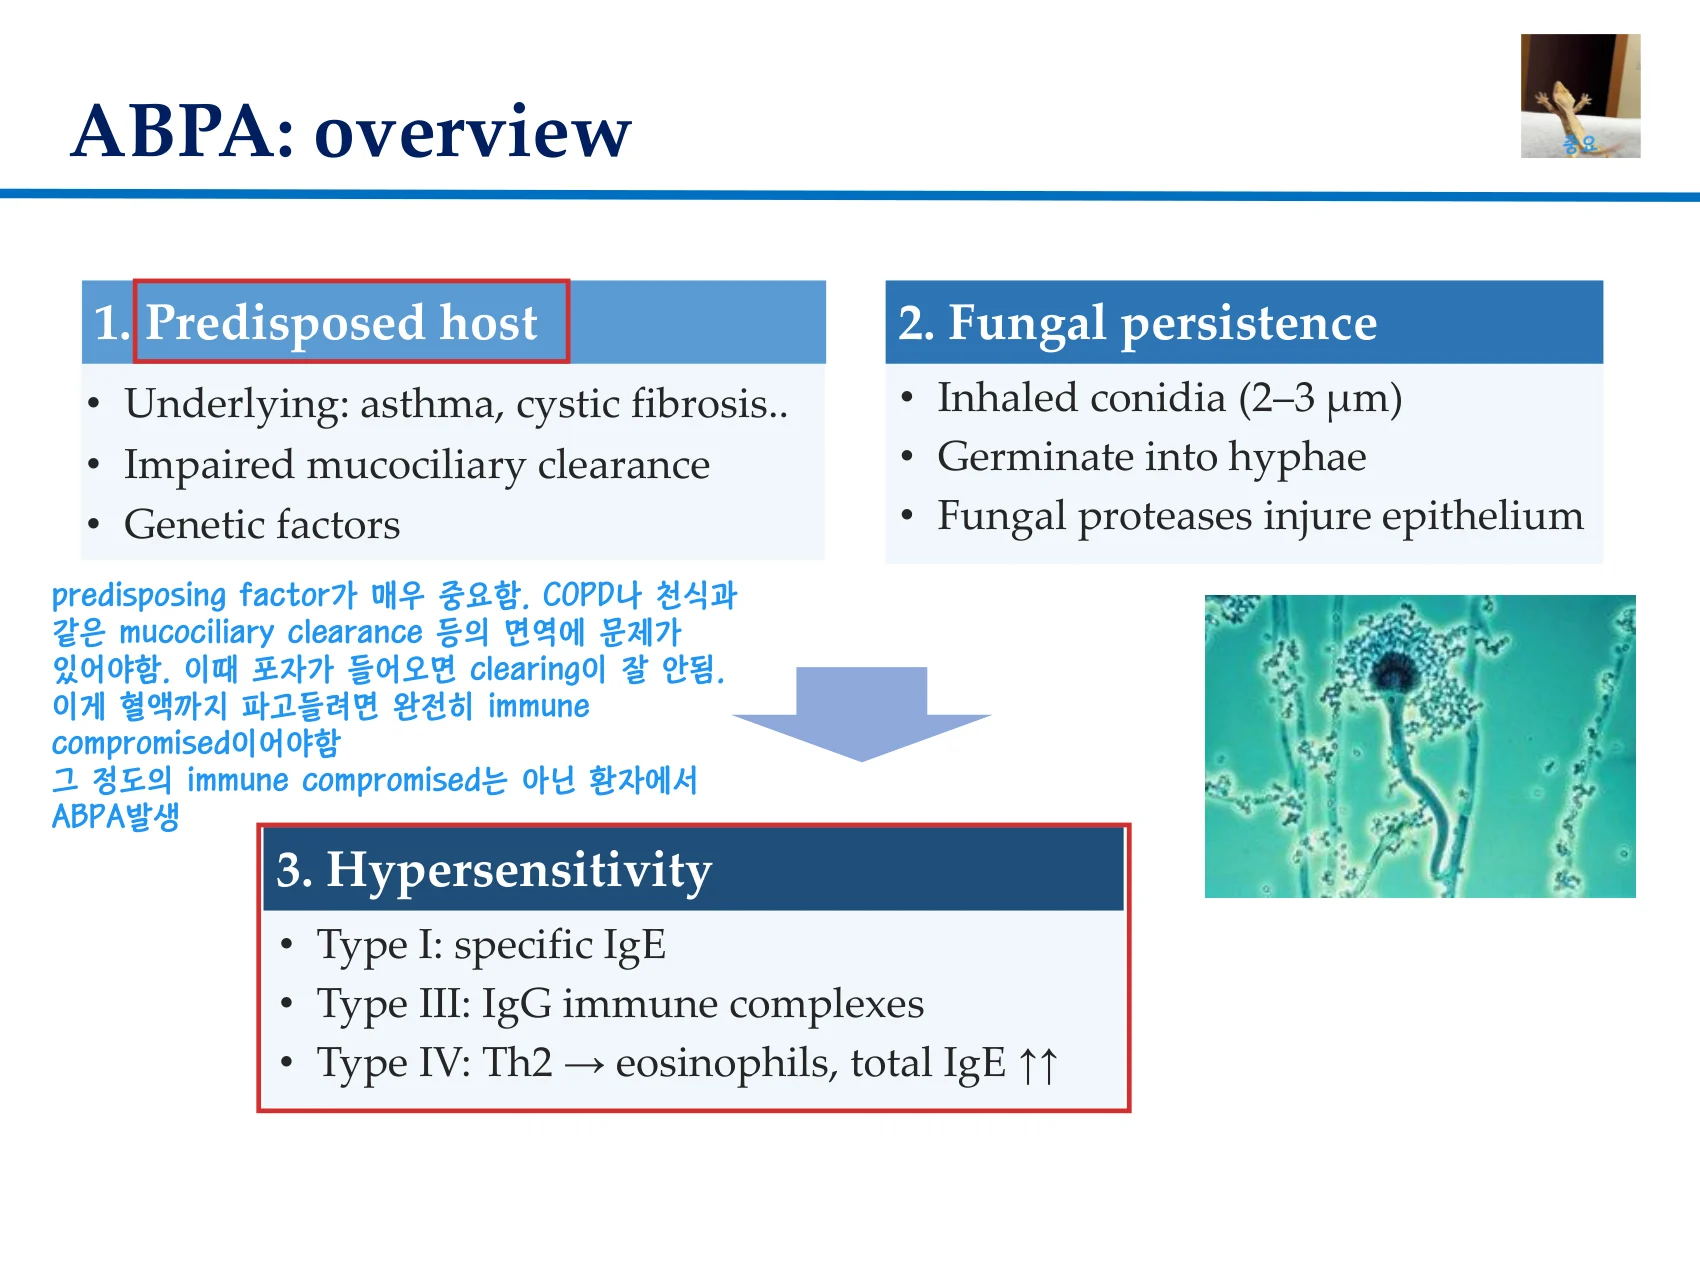 ABPA: overview
중요
1. Predisposed host
• Underlying: asthma, cystic fibrosis..
• Impaired mucociliary clearance
• Genetic factors
2. Fungal persistence
• Inhaled conidia (2–3 μm)
• Germinate into hyphae
• Fungal proteases injure epithelium
predisposing factor가 매우 중요함. COPD나 천식과
같은 mucociliary clearance 등의 면역에 문제가
있어야함. 이때 포자가 들어오면 clearing이 잘 안됨.
이게 혈액까지 파고들려면 완전히 immune
compromised이어야함
그 정도의 immune compromised는 아닌 환자에서
ABPA발생
3. Hypersensitivity
• Type I: specific IgE
• Type III: IgG immune complexes
• Type IV: Th2 → eosinophils, total IgE ↑↑